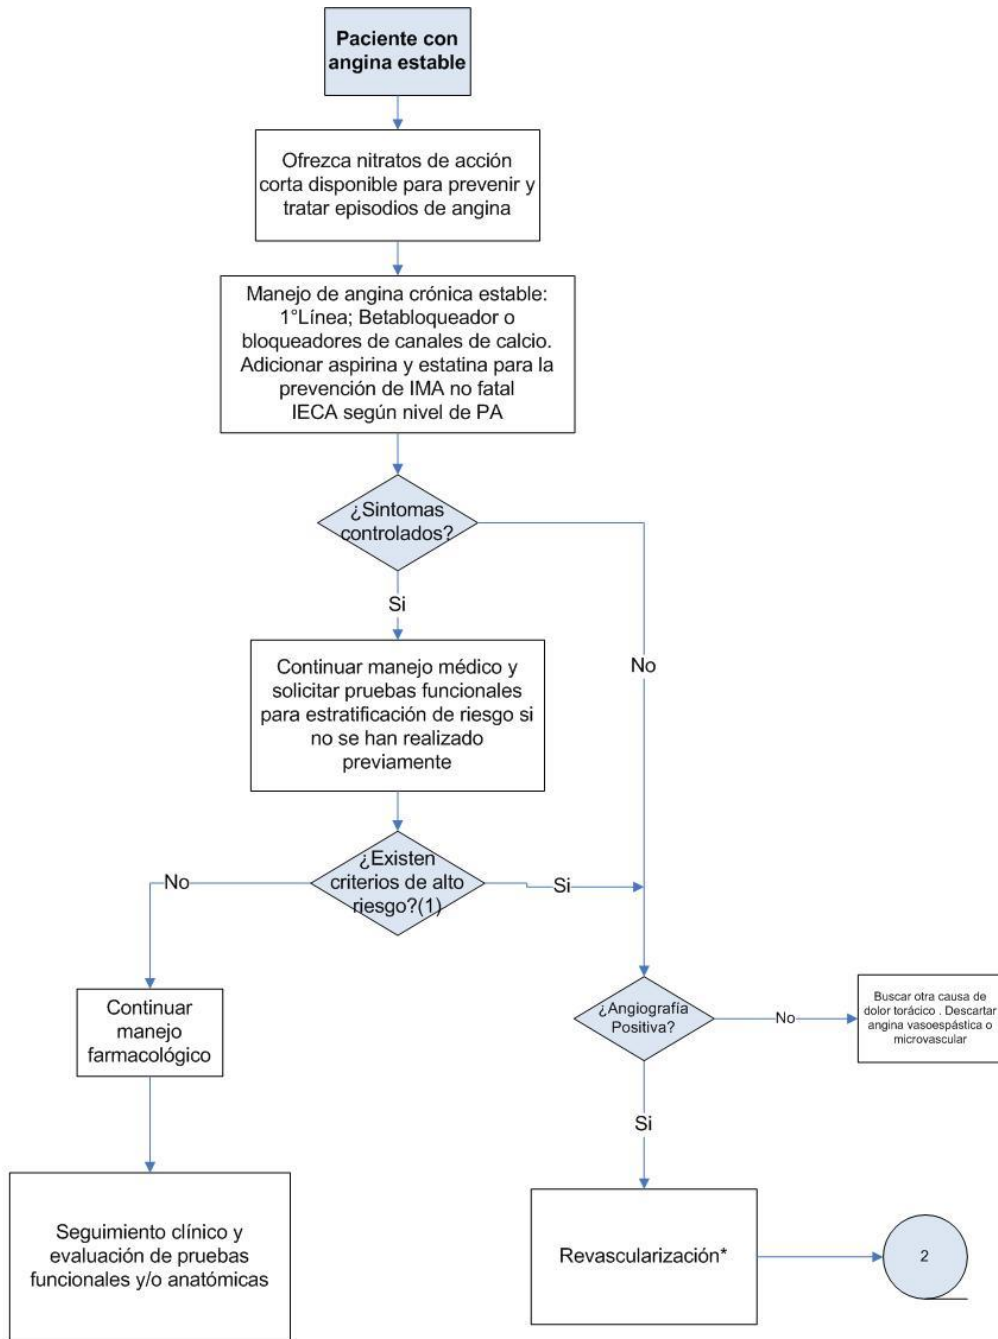 Paciente con
angina estable
Ofrezca nitratos de acción
corta disponible para prevenir y
tratar episodios de angina
Manejo de angina crónica estable:
1°Línea; Betabloqueador o
bloqueadores de canales de calcio.
Adicionar aspirina y estatina para la
prevención de IMA no fatal
IECA según nivel de PA
¿Sintomas
controlados?
Si
No
Continuar manejo médico y
solicitar pruebas funcionales
para estratificación de riesgo si
no se han realizado
previamente
¿Existen
criterios de alto
riesgo?(1)
No
Si
Continuar
manejo
farmacológico
¿Angiografía
Positiva?
No
Buscar otra causa de
dolor torácico . Descartar
angina vasoespástica o
microvascular
Si
Seguimiento clínico y
evaluación de pruebas
funcionales y/o anatómicas
Revascularización*
2